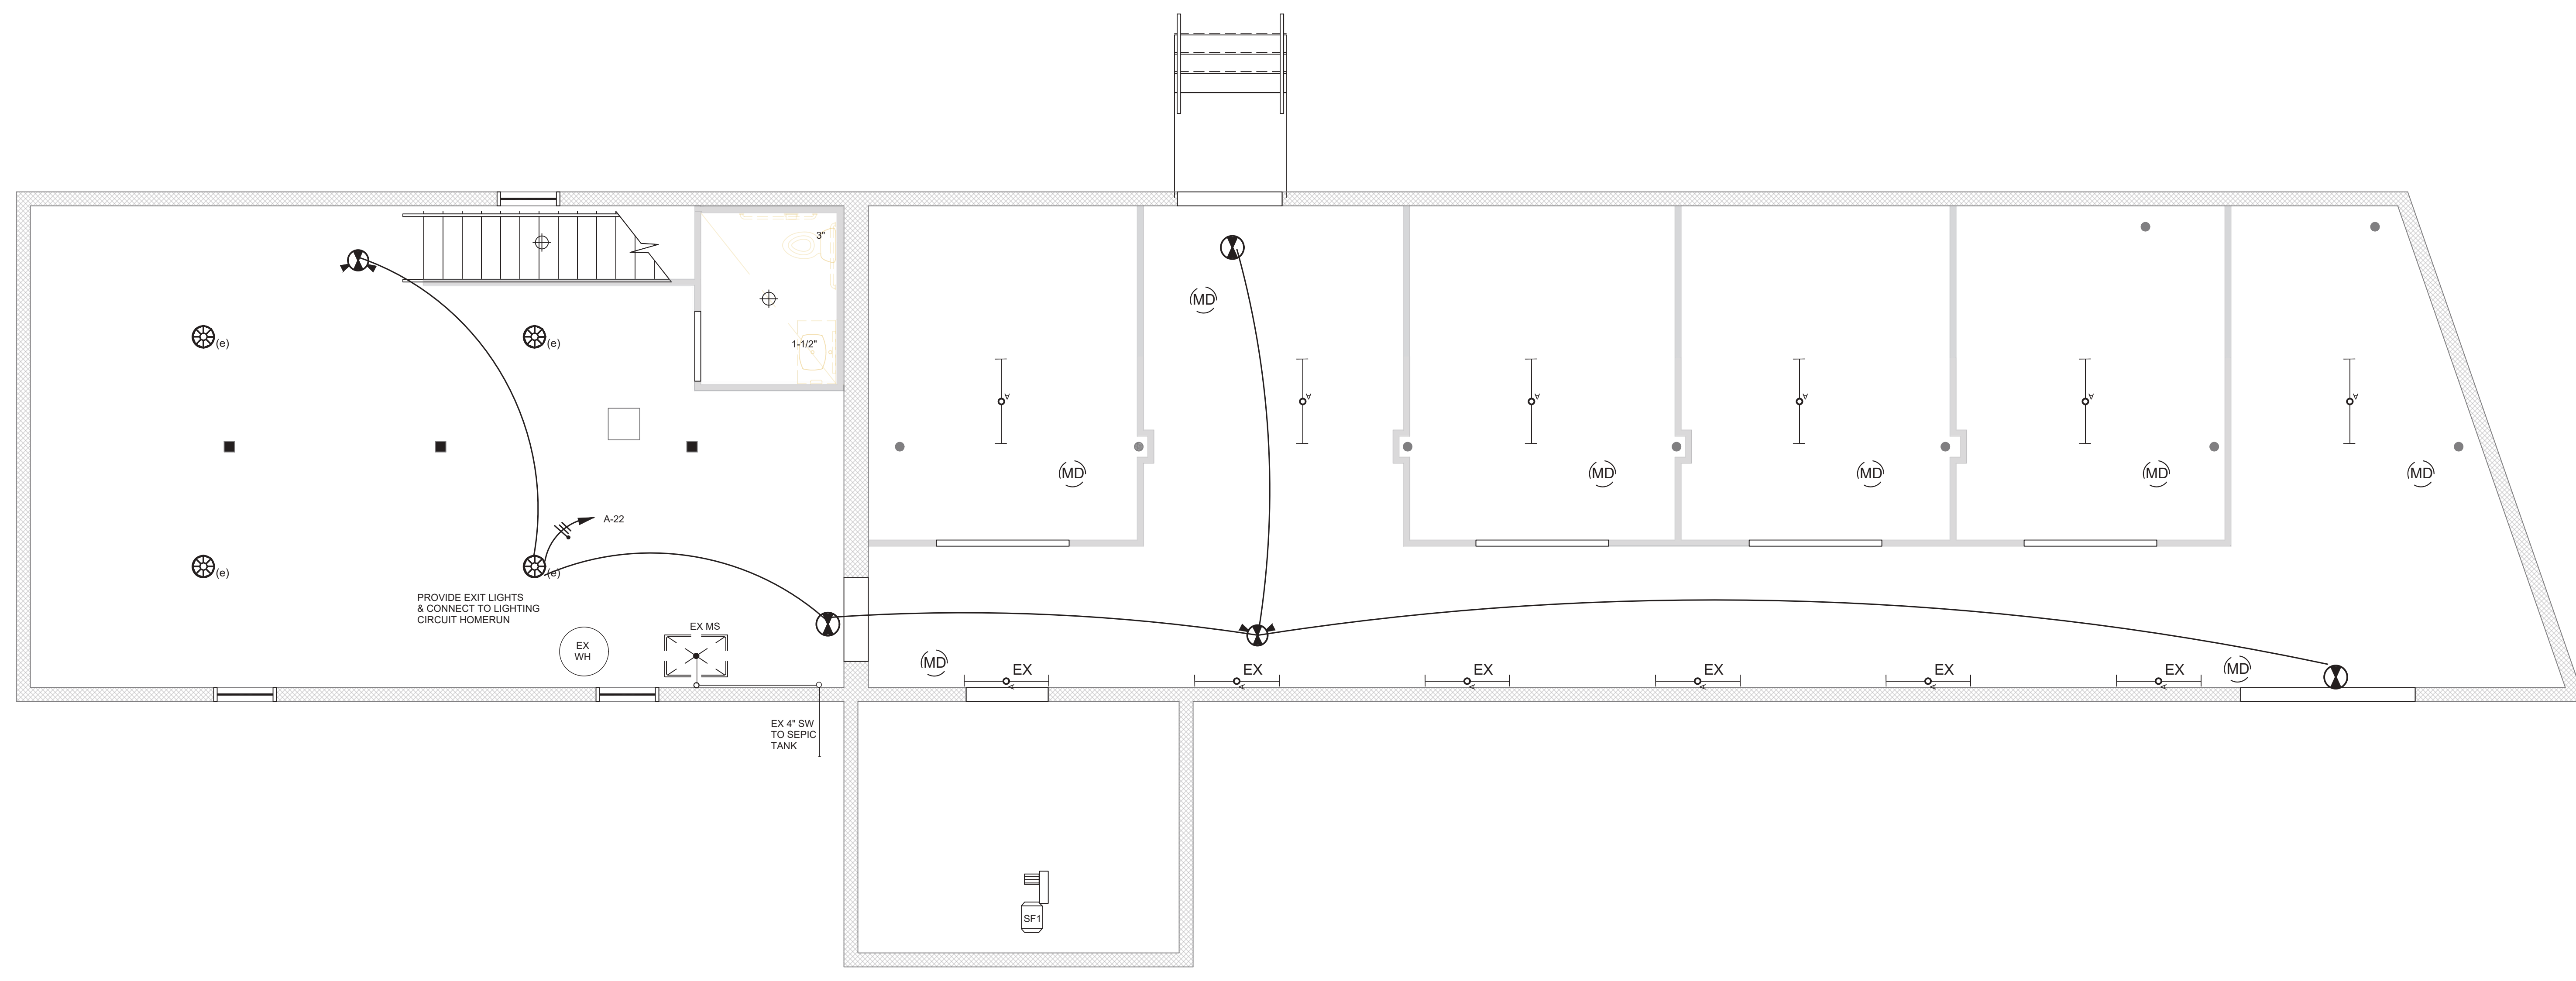 3"
MD
(e)
(e)
1-1/2"
A
A
A
A
A
A
MD
MD
MD
MD
MD
A-22
(e)
(e)
PROVIDE EXIT LIGHTS
& CONNECT TO LIGHTING
CIRCUIT HOMERUN
EX MS
EX
WH
MD
EX
EX
EX
EX
EX
EX
MD
A
A
A
A
A
A
EX 4" SW
TO SEPIC
TANK
SF1